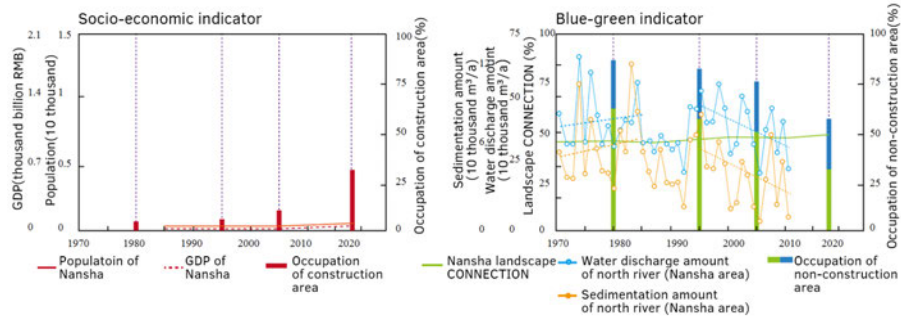 Socio-economic indicator
GDP(thousand billion RMB)
2.1
1.4
0.7
0
Population(10 thousand)
1.5
1
0.5
0
100
75
50
25
0
Occupation of construction area(%)
1970
1980
1990
2000
2010
2020
Populatoin of
Nansha
GDP of
Nansha
Occupation
of construction
area
Blue-green indicator
Sedimentation amount
(10 thousand m³/a)
6
0
Water discharge amount
(10 thousand m³/a)
75
50
25
0
Landscape CONNECTION (%)
100
75
50
25
0
100
75
50
25
0
Occupation of non-construction area(%)
1970
1980
1990
2000
2010
2020
Nansha landscape
CONNECTION
Water discharge amount
of north river (Nansha area)
Sedimentation amount
of north river (Nansha area)
Occupation of
non-construction
area